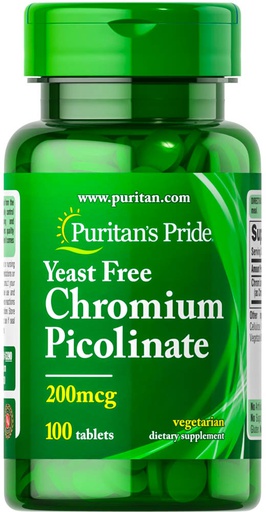 www.puritan.com
Puritan's Pride
Yeast Free
Chromium
Picolinate
200mcg
100 tablets
vegetarian
dietary supplement